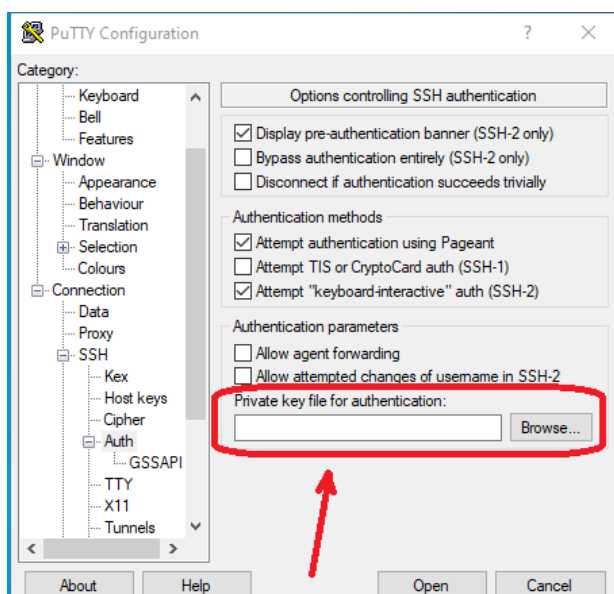 PuTTY Configuration
?
Category:
Keyboard
Bell
Features
Window
Appearance
Behaviour
Translation
Selection
Colours
Connection
Data
Proxy
SSH
Kex
Host keys
Cipher
Auth
GSSAPI
TTY
X11
Tunnels
Options controlling SSH authentication
Display pre-authentication banner (SSH-2 only)
Bypass authentication entirely (SSH-2 only)
Disconnect if authentication succeeds trivially
Authentication methods
Attempt authentication using Pageant
Attempt TIS or CryptoCard auth (SSH-1)
Attempt "keyboard-interactive" auth (SSH-2)
Authentication parameters
Allow agent forwarding
Allow attempted changes of username in SSH-2
Private key file for authentication:
Browse...
About
Help
Open
Cancel